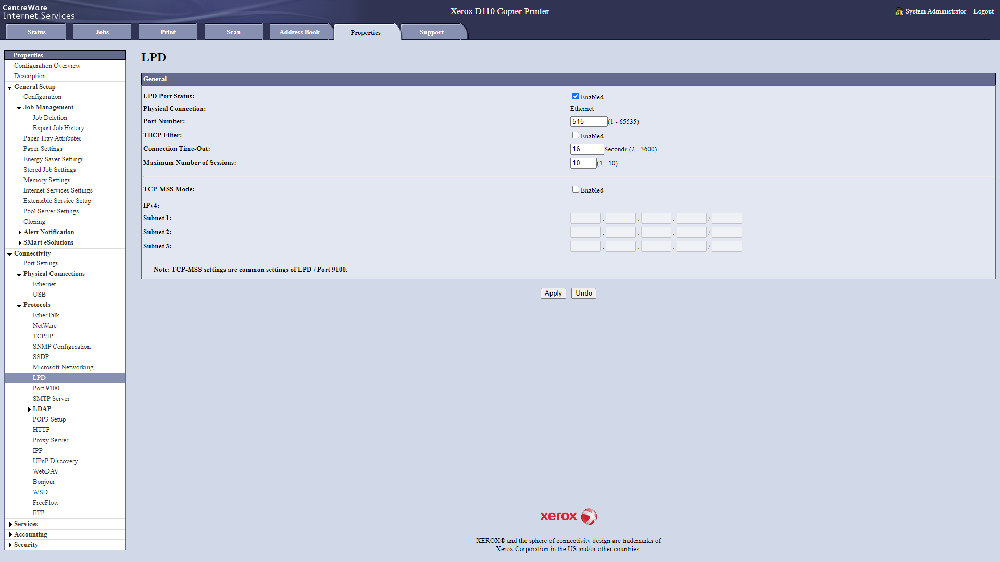 CentreWare
Internet Services
Xerox D110 Copier-Printer
System Administrator - Logout
Status
Jobs
Print
Scan
Address Book
Properties
Support
Properties
Configuration Overview
Description
General Setup
Configuration
Job Management
Job Deletion
Export Job History
Paper Tray Attributes
Paper Settings
Energy Saver Settings
Stored Job Settings
Memory Settings
Internet Services Settings
Extensible Service Setup
Pool Server Settings
Cloning
Alert Notification
SMart eSolutions
Connectivity
Port Settings
Physical Connections
Ethernet
USB
Protocols
EtherTalk
NetWare
TCP/IP
SNMP Configuration
SSDP
Microsoft Networking
LPD
Port 9100
SMTP Server
LDAP
POP3 Setup
HTTP
Proxy Server
IPP
UPnP Discovery
WebDAV
Bonjour
WSD
FreeFlow
FTP
Services
Accounting
Security
LPD
General
LPD Port Status: Enabled
Physical Connection: Ethernet
Port Number: 515 (1 - 65535)
TBCP Filter: Enabled
Connection Time-Out: 16 Seconds (2 - 3600)
Maximum Number of Sessions: 10 (1 - 10)
TCP-MSS Mode: Enabled
IPv4:
Subnet 1: . . . /
Subnet 2: . . . /
Subnet 3: . . . /
Note: TCP-MSS settings are common settings of LPD / Port 9100.
Apply Undo
xerox
XEROX® and the sphere of connectivity design are trademarks of
Xerox Corporation in the US and/or other countries.